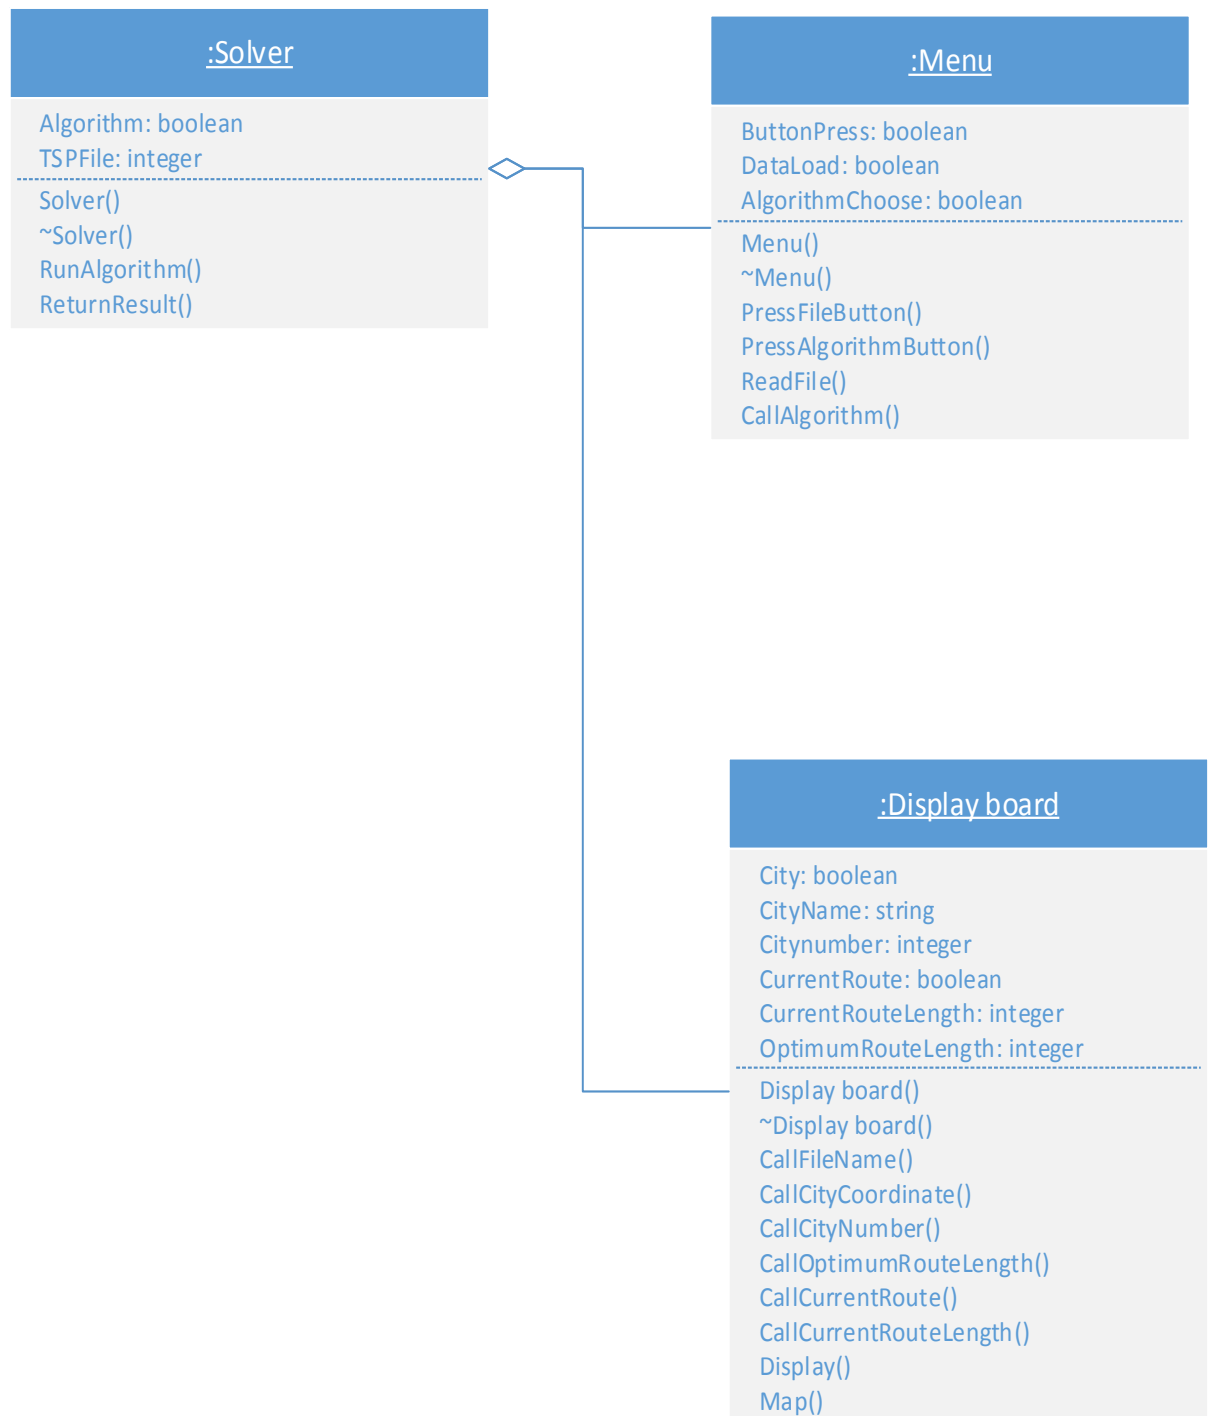 :Solver
Algorithm: boolean
TSPFile: integer
Solver()
~Solver()
RunAlgorithm()
ReturnResult()
:Menu
ButtonPress: boolean
DataLoad: boolean
AlgorithmChoose: boolean
Menu()
~Menu()
PressFileButton()
PressAlgorithmButton()
ReadFile()
CallAlgorithm()
:Display board
City: boolean
CityName: string
Citynumber: integer
CurrentRoute: boolean
CurrentRouteLength: integer
OptimumRouteLength: integer
Display board()
~Display board()
CallFileName()
CallCityCoordinate()
CallCityNumber()
CallOptimumRouteLength()
CallCurrentRoute()
CallCurrentRouteLength()
Display()
Map()